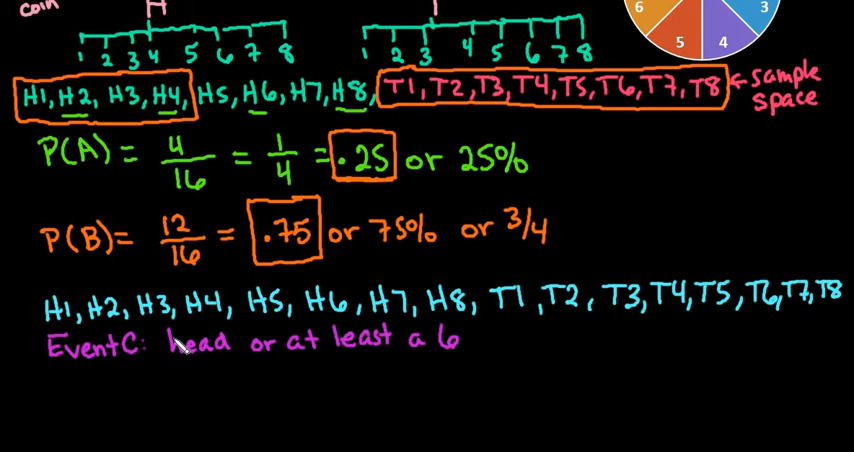 coin H T
1 2 3 4 5 6 7 8 1 2 3 4 5 6 7 8
6 5 4 3
H1, H2, H3, H4, H5, H6, H7, H8, T1, T2, T3, T4, T5, T6, T7, T8 ← sample space
P(A) = 4/16 = 1/4 = .25 or 25%
P(B) = 12/16 = .75 or 75% or 3/4
H1, H2, H3, H4, H5, H6, H7, H8, T1, T2, T3, T4, T5, T6, T7, T8
Event C: head or at least a 6